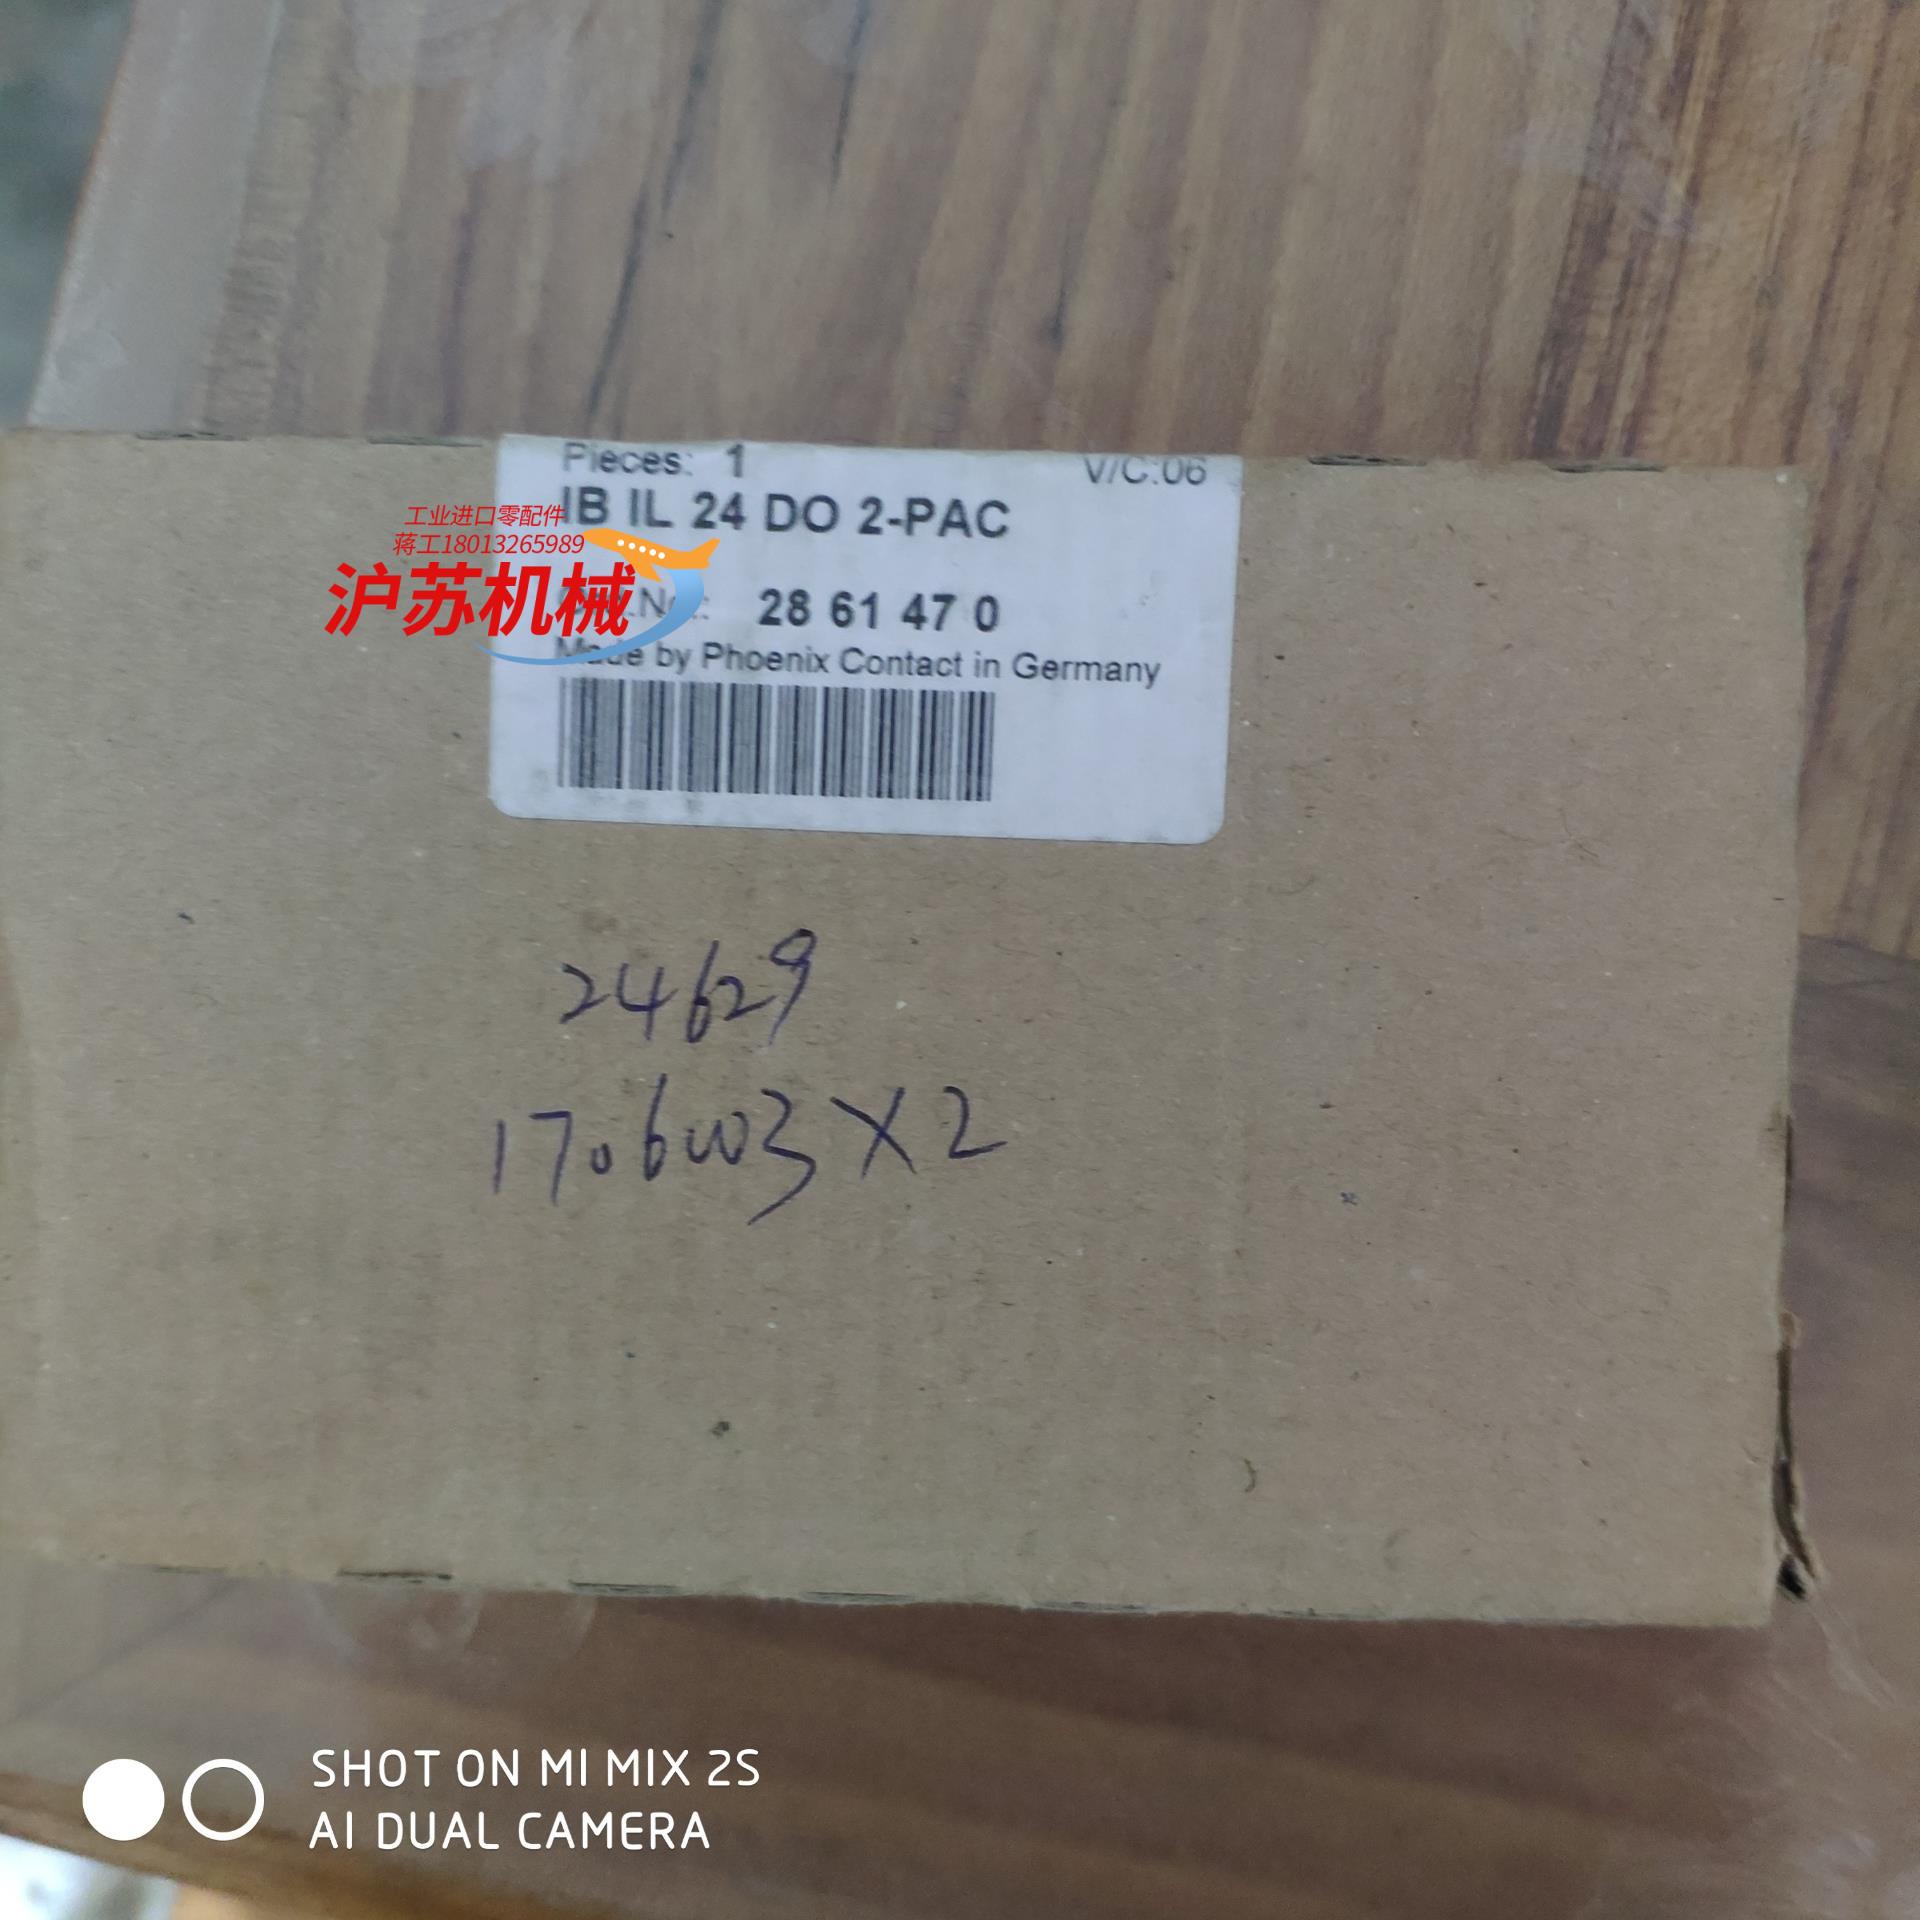 Pieces: 1 V/C:06
IB IL 24 DO 2-PAC
工业进口零配件
蒋工18013265989
沪苏机械
28 61 47 0
Made by Phoenix Contact in Germany
24629
1706003 X 2
SHOT ON MI MIX 2S
AI DUAL CAMERA